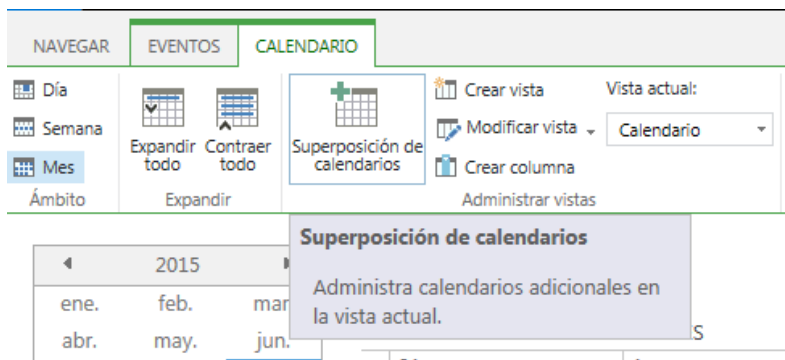 NAVEGAR EVENTOS CALENDARIO
Día
Semana
Mes
Ámbito
Expandir todo
Contraer todo
Expandir
Superposición de calendarios
Crear vista
Modificar vista
Crear columna
Vista actual:
Calendario
Administrar vistas
Superposición de calendarios
Administra calendarios adicionales en
la vista actual.
2015
ene. feb. mar
abr. may. jun.